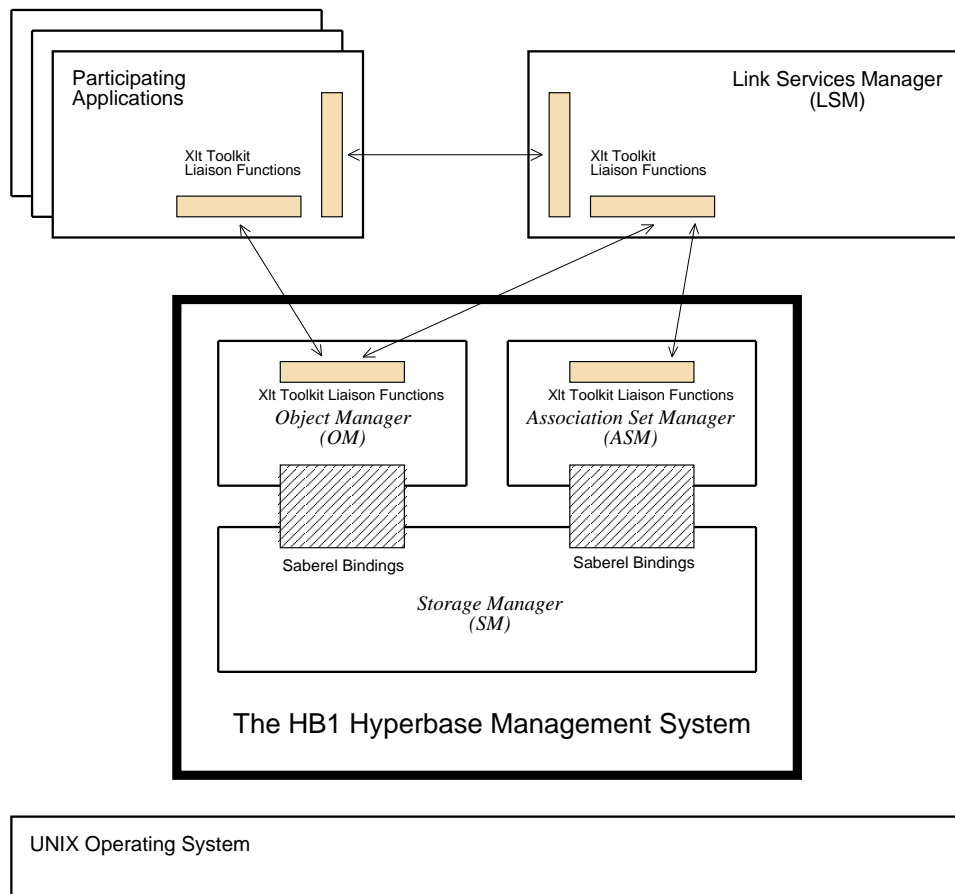 Participating
Applications
Xlt Toolkit
Liaison Functions
Link Services Manager
(LSM)
Xlt Toolkit
Liaison Functions
Xlt Toolkit Liaison Functions
Object Manager
(OM)
Xlt Toolkit Liaison Functions
Association Set Manager
(ASM)
Saberel Bindings
Saberel Bindings
Storage Manager
(SM)
The HB1 Hyperbase Management System
UNIX Operating System